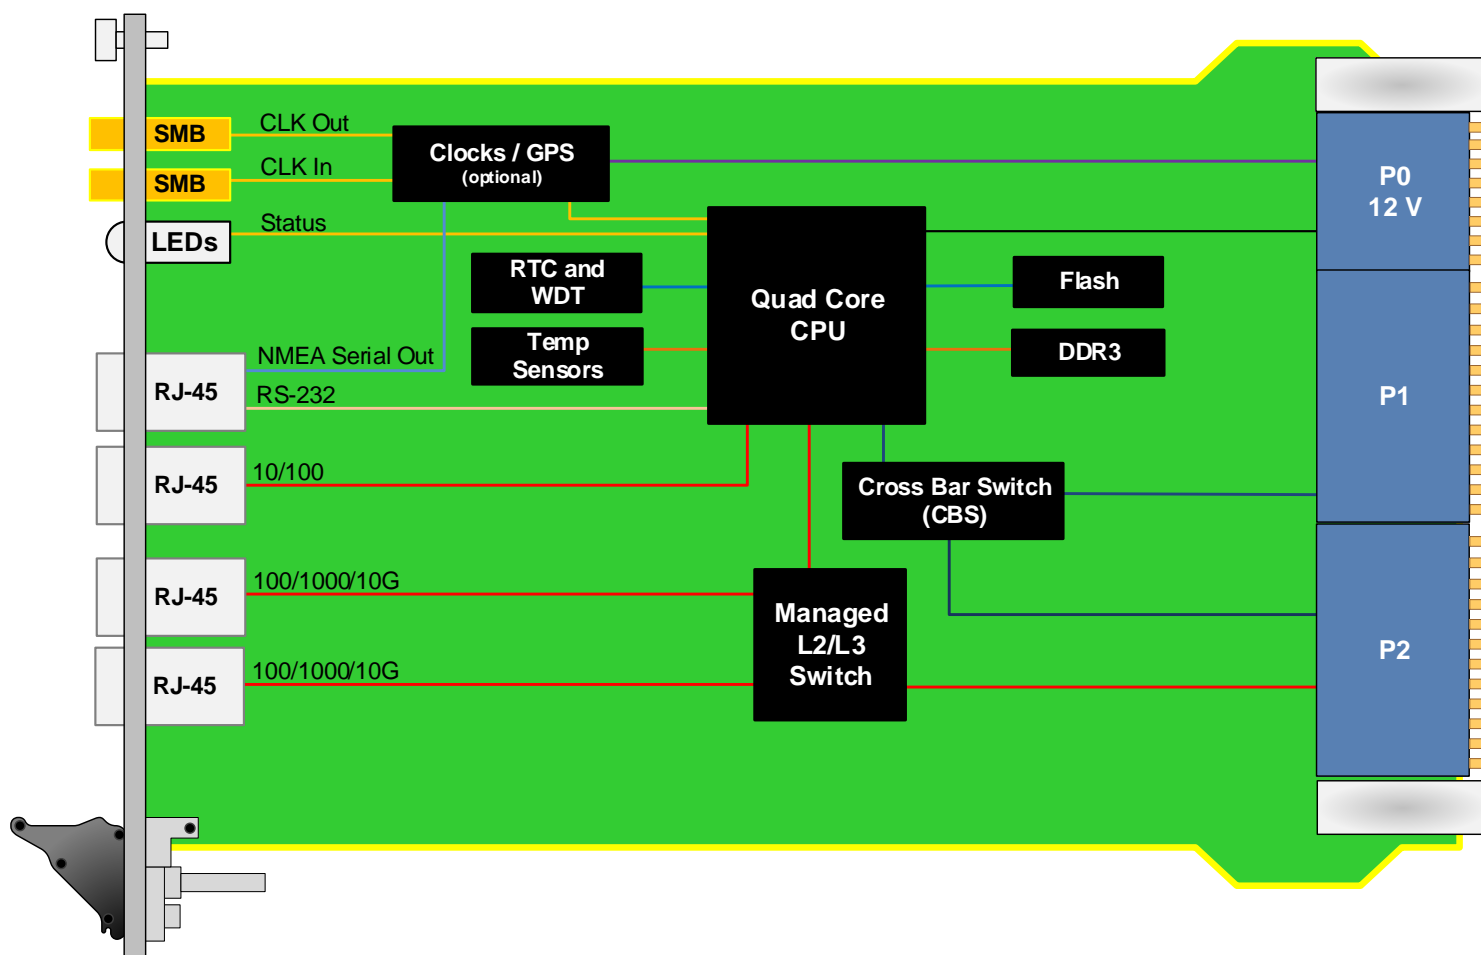 SMB
CLK Out
SMB
CLK In
Clocks / GPS
(optional)
P0
12 V
LEDs
Status
RTC and
WDT
Quad Core
CPU
Flash
Temp
Sensors
DDR3
NMEA Serial Out
RJ-45
RS-232
P1
RJ-45
10/100
Cross Bar Switch
(CBS)
RJ-45
100/1000/10G
Managed
L2/L3
Switch
P2
RJ-45
100/1000/10G